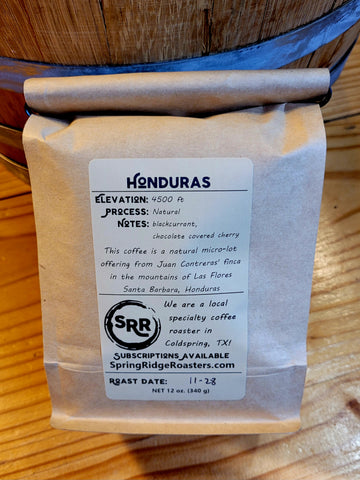 HONDURAS
ELEVATION: 4500 ft
PROCESS: Natural
NOTES: blackcurrant,
chocolate covered cherry
This coffee is a natural micro-lot
offering from Juan Contreras' finca
in the mountains of Las Flores
Santa Barbara, Honduras
SRR
We are a local
specialty coffee
roaster in
Coldspring, TX!
SUBSCRIPTIONS AVAILABLE
SpringRidgeRoasters.com
ROAST DATE: 11-28
NET 12 oz. (340 g)